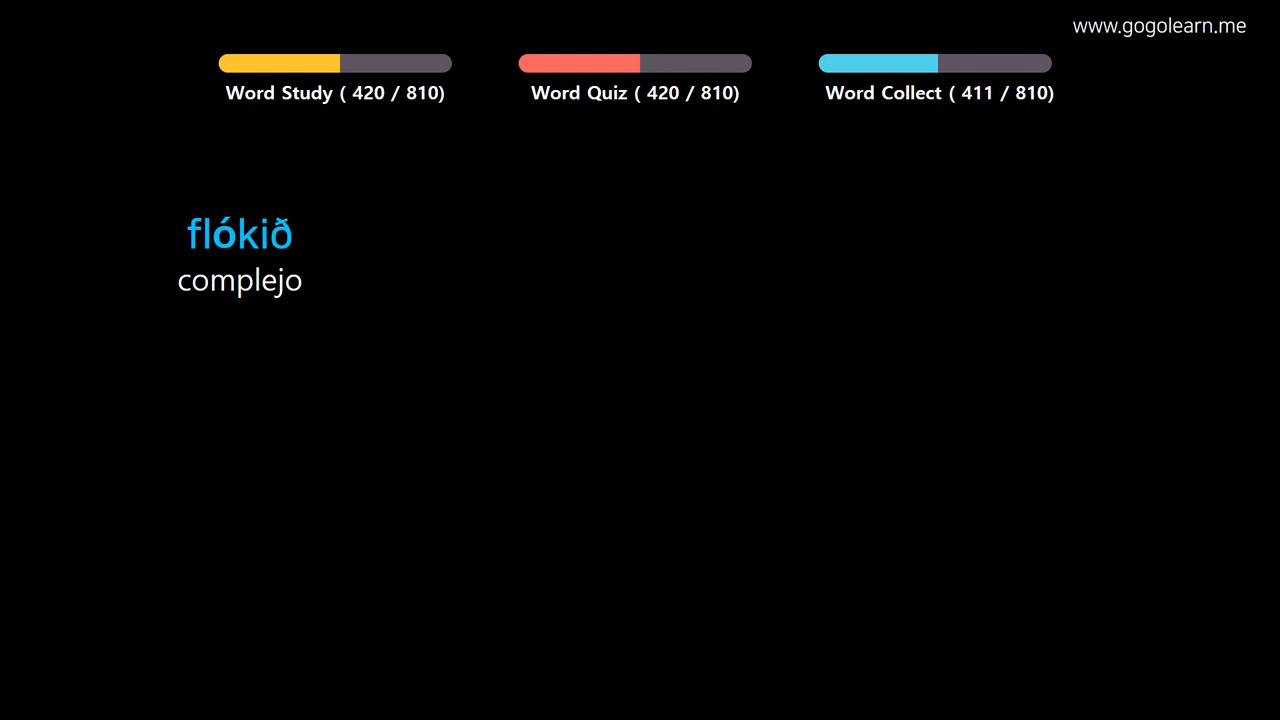 www.gogolearn.me
Word Study ( 420 / 810)
Word Quiz ( 420 / 810)
Word Collect ( 411 / 810)
flókið
complejo